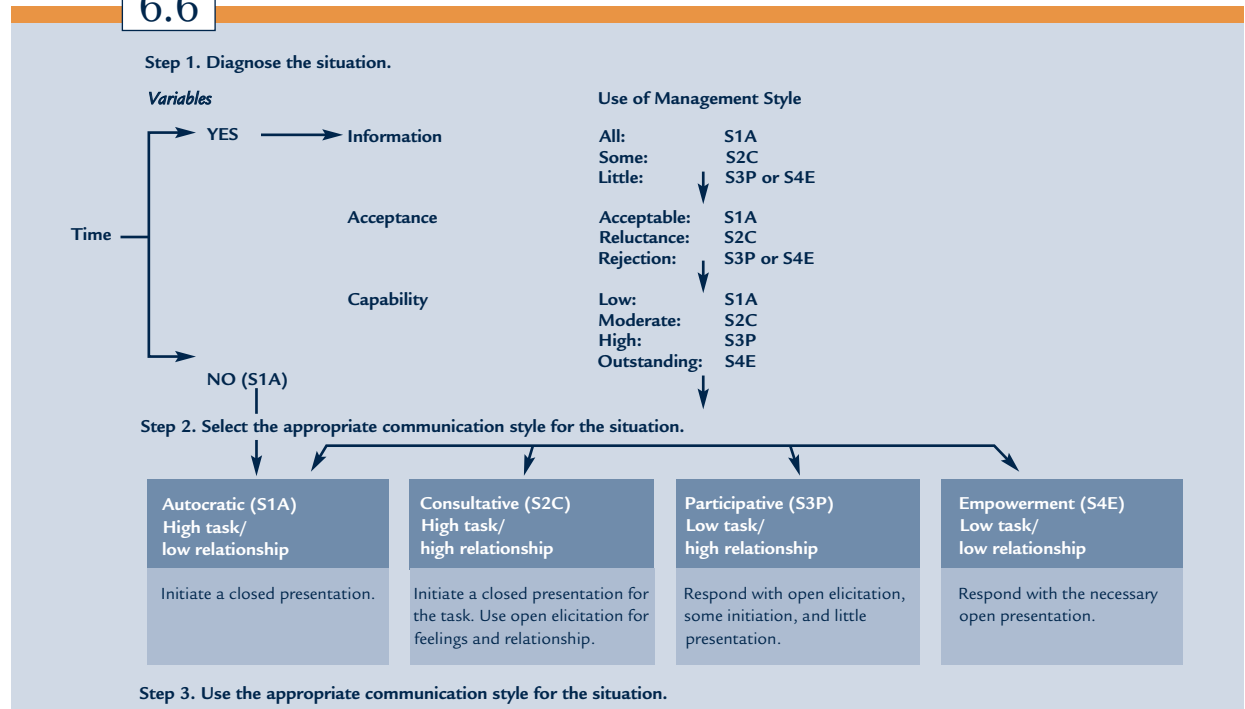 6.6
Step 1. Diagnose the situation.
Variables
Use of Management Style
YES
Information
All: S1A
Some: S2C
Little: S3P or S4E
Time
Acceptance
Acceptable: S1A
Reluctance: S2C
Rejection: S3P or S4E
Capability
Low: S1A
Moderate: S2C
High: S3P
Outstanding: S4E
NO (S1A)
Step 2. Select the appropriate communication style for the situation.
Autocratic (S1A)
High task/
low relationship
Initiate a closed presentation.
Consultative (S2C)
High task/
high relationship
Initiate a closed presentation for
the task. Use open elicitation for
feelings and relationship.
Participative (S3P)
Low task/
high relationship
Respond with open elicitation,
some initiation, and little
presentation.
Empowerment (S4E)
Low task/
low relationship
Respond with the necessary
open presentation.
Step 3. Use the appropriate communication style for the situation.